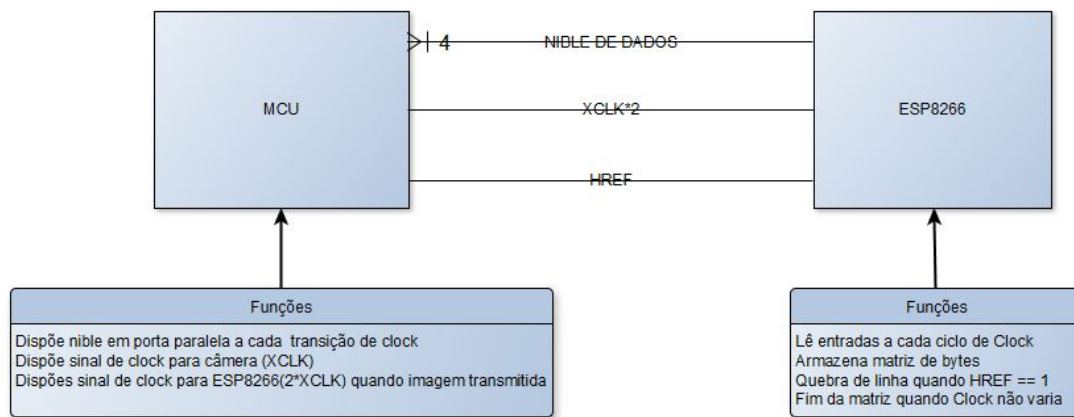 4 NIBLE DE DADOS
MCU
XCLK*2
ESP8266
HREF
Funções
Dispõe nible em porta paralela a cada transição de clock
Dispõe sinal de clock para câmera (XCLK)
Dispões sinal de clock para ESP8266(2*XCLK) quando imagem transmitida
Funções
Lê entradas a cada ciclo de Clock
Armazena matriz de bytes
Quebra de linha quando HREF == 1
Fim da matriz quando Clock não varia